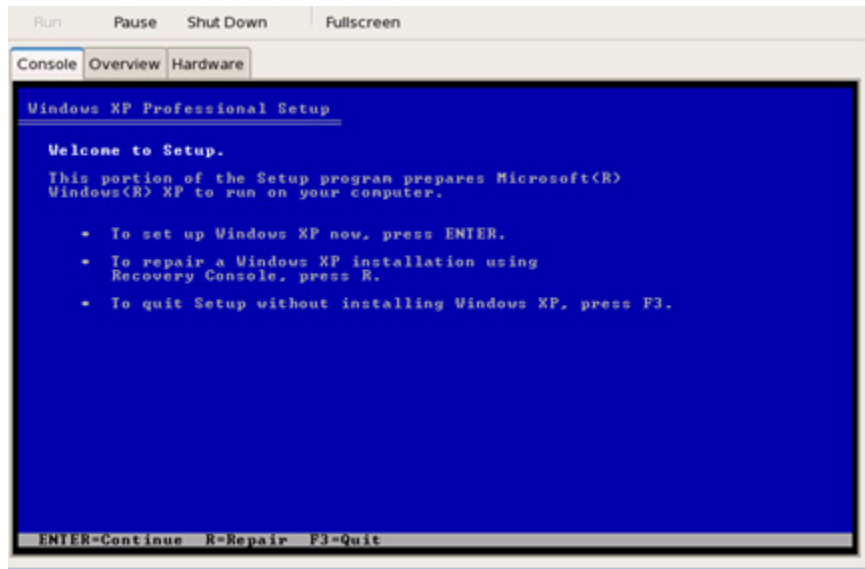 Run Pause Shut Down Fullscreen
Console Overview Hardware
Windows XP Professional Setup
Welcome to Setup.
This portion of the Setup program prepares Microsoft(R)
Windows(R) XP to run on your computer.
• To set up Windows XP now, press ENTER.
• To repair a Windows XP installation using
Recovery Console, press R.
• To quit Setup without installing Windows XP, press F3.
ENTER=Continue R=Repair F3=Quit